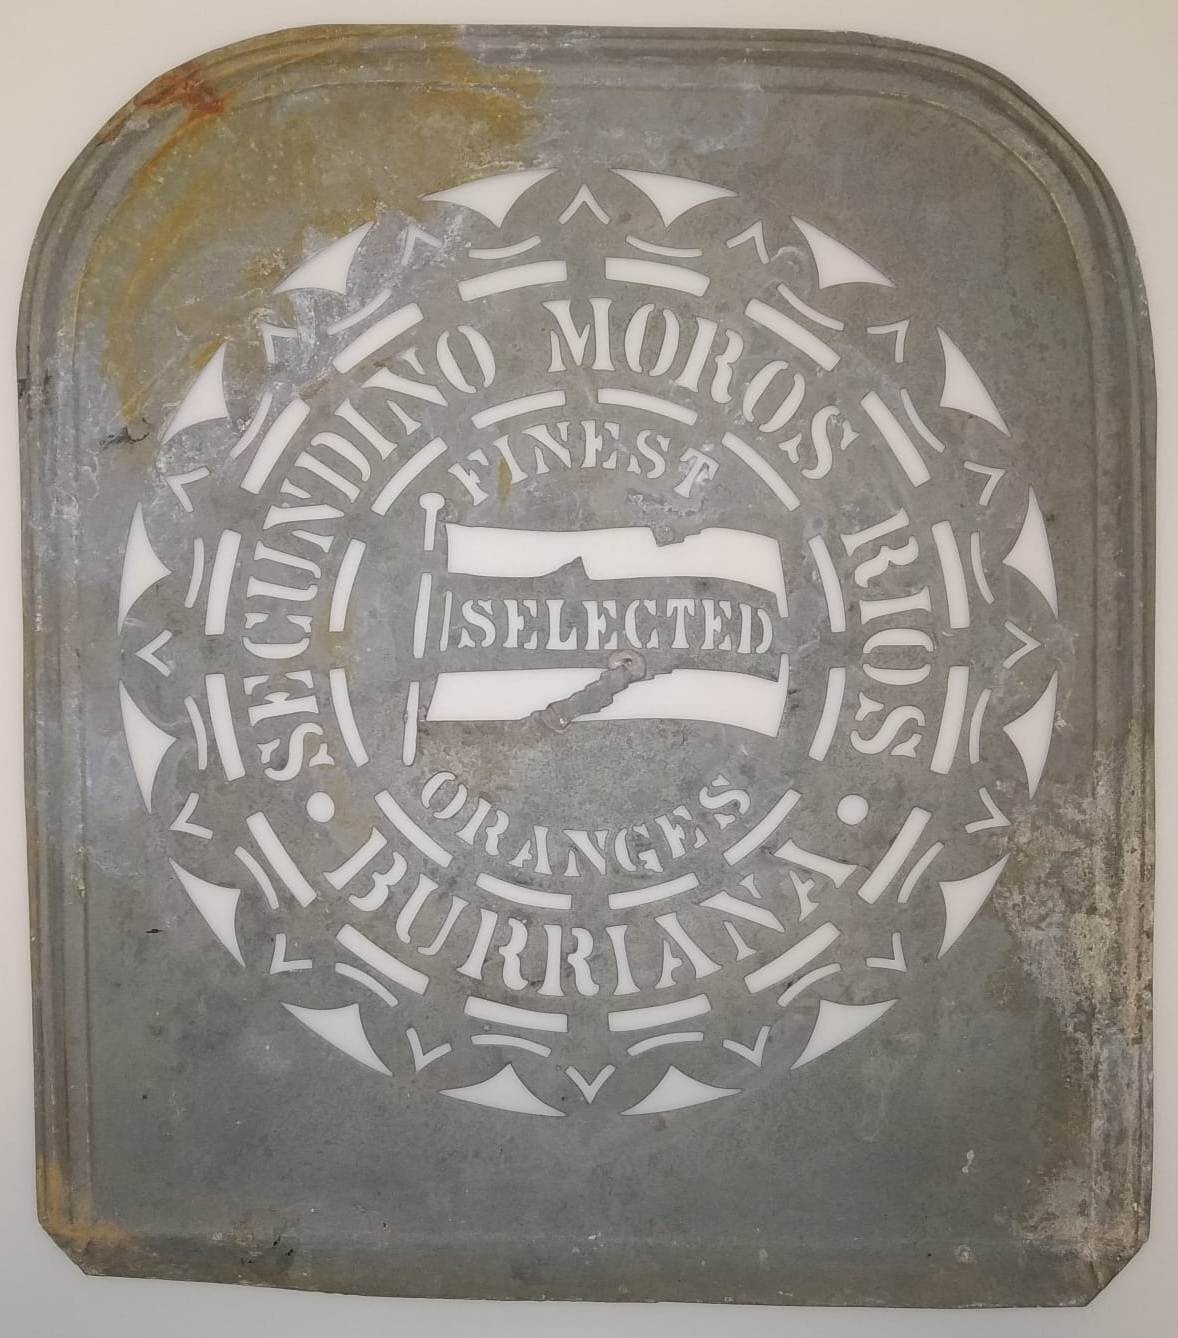 SECUNDINO MOROS RIOS
FINEST
SELECTED
ORANGES
BURRIANA